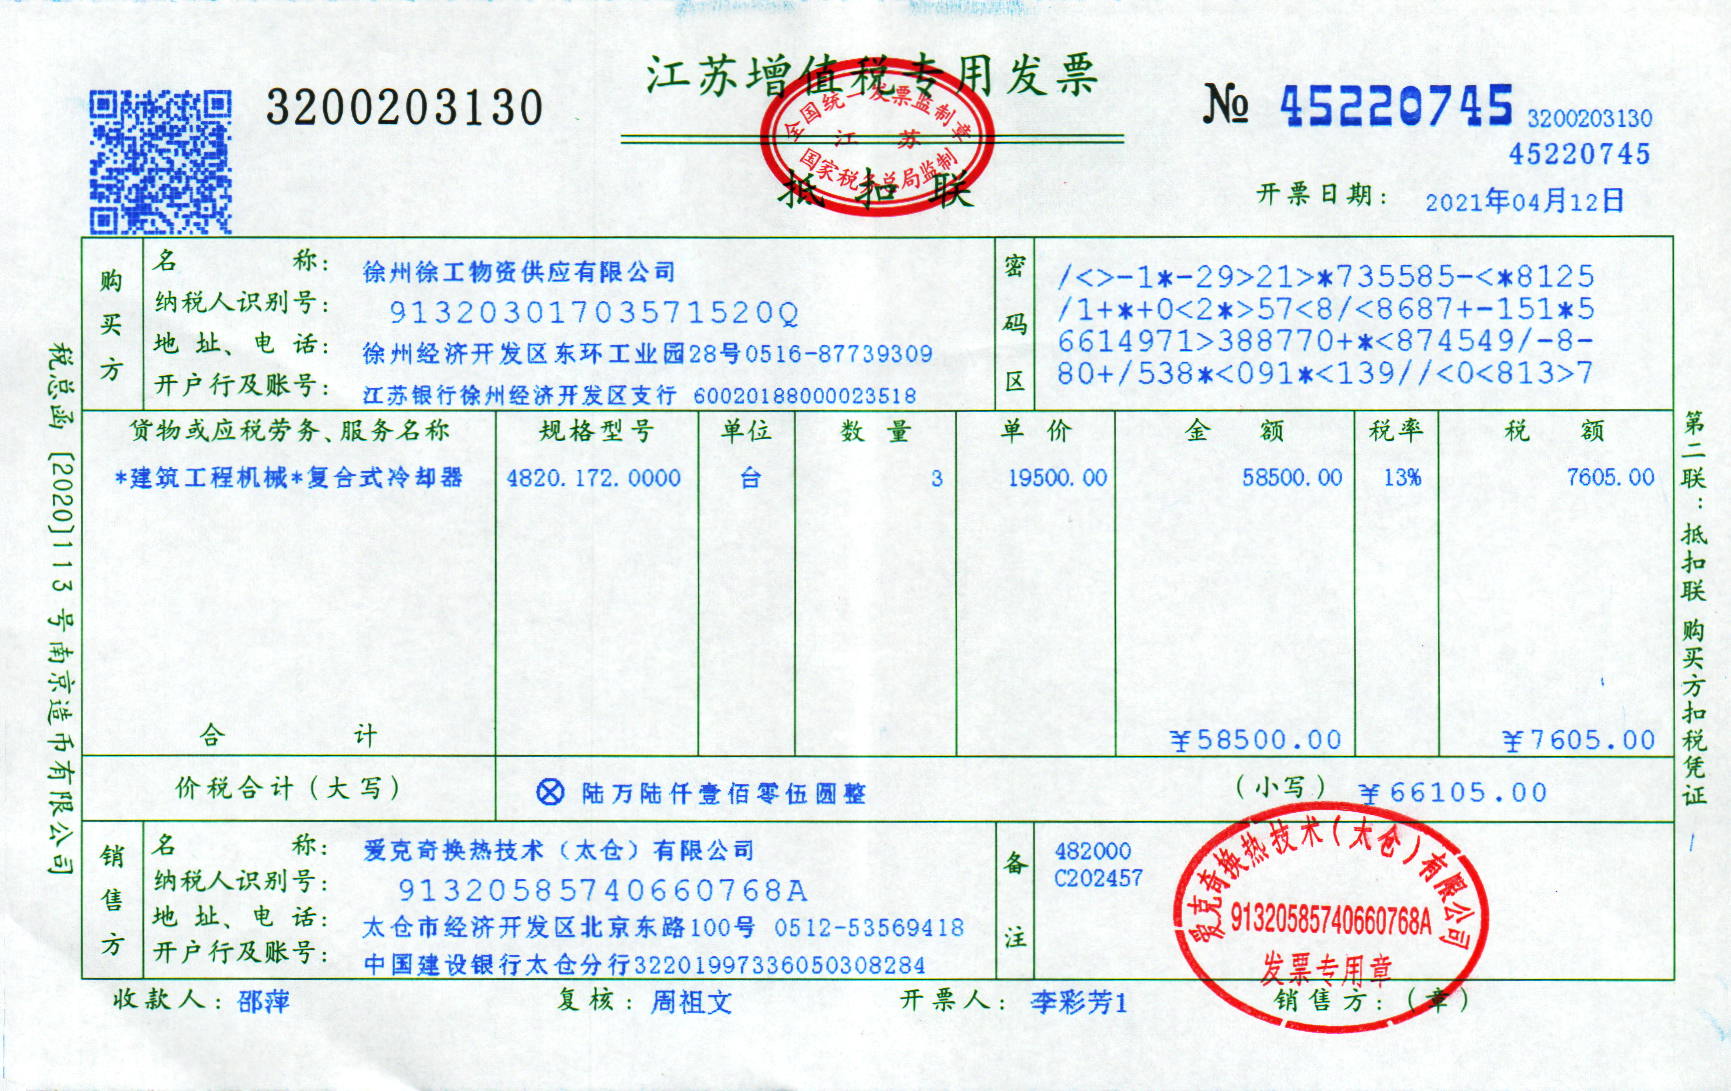 江苏增值税专用发票
3200203130
№ 45220745 3200203130
45220745
全国统一发票监制章
江苏
国家税务总局监制
抵扣联
开票日期: 2021年04月12日
购买方
名称: 徐州徐工物资供应有限公司
纳税人识别号: 91320301703571520Q
地址、电话: 徐州经济开发区东环工业园28号0516-87739309
开户行及账号: 江苏银行徐州经济开发区支行 60020188000023518
密码区
/<>-1*-29>21>*735585-<*8125
/1+*+0<2*>57<8/<8687+-151*5
6614971>388770+*<874549/-8-
80+/538*<091*<139//<0<813>7
货物或应税劳务、服务名称 规格型号 单位 数量 单价 金额 税率 税额
*建筑工程机械*复合式冷却器 4820.172.0000 台 3 19500.00 58500.00 13% 7605.00
合计 ¥58500.00 ¥7605.00
价税合计(大写) ⊗ 陆万陆仟壹佰零伍圆整 (小写) ¥66105.00
销售方
名称: 爱克奇换热技术(太仓)有限公司
纳税人识别号: 91320585740660768A
地址、电话: 太仓市经济开发区北京东路100号 0512-53569418
开户行及账号: 中国建设银行太仓分行32201997336050308284
备注
482000
C202457
爱克奇换热技术(太仓)有限公司
91320585740660768A
发票专用章
收款人: 邵萍 复核: 周祖文 开票人: 李彩芳1 销售方:(章)
税总函[2020]113号南京造币有限公司
第二联:抵扣联 购买方扣税凭证